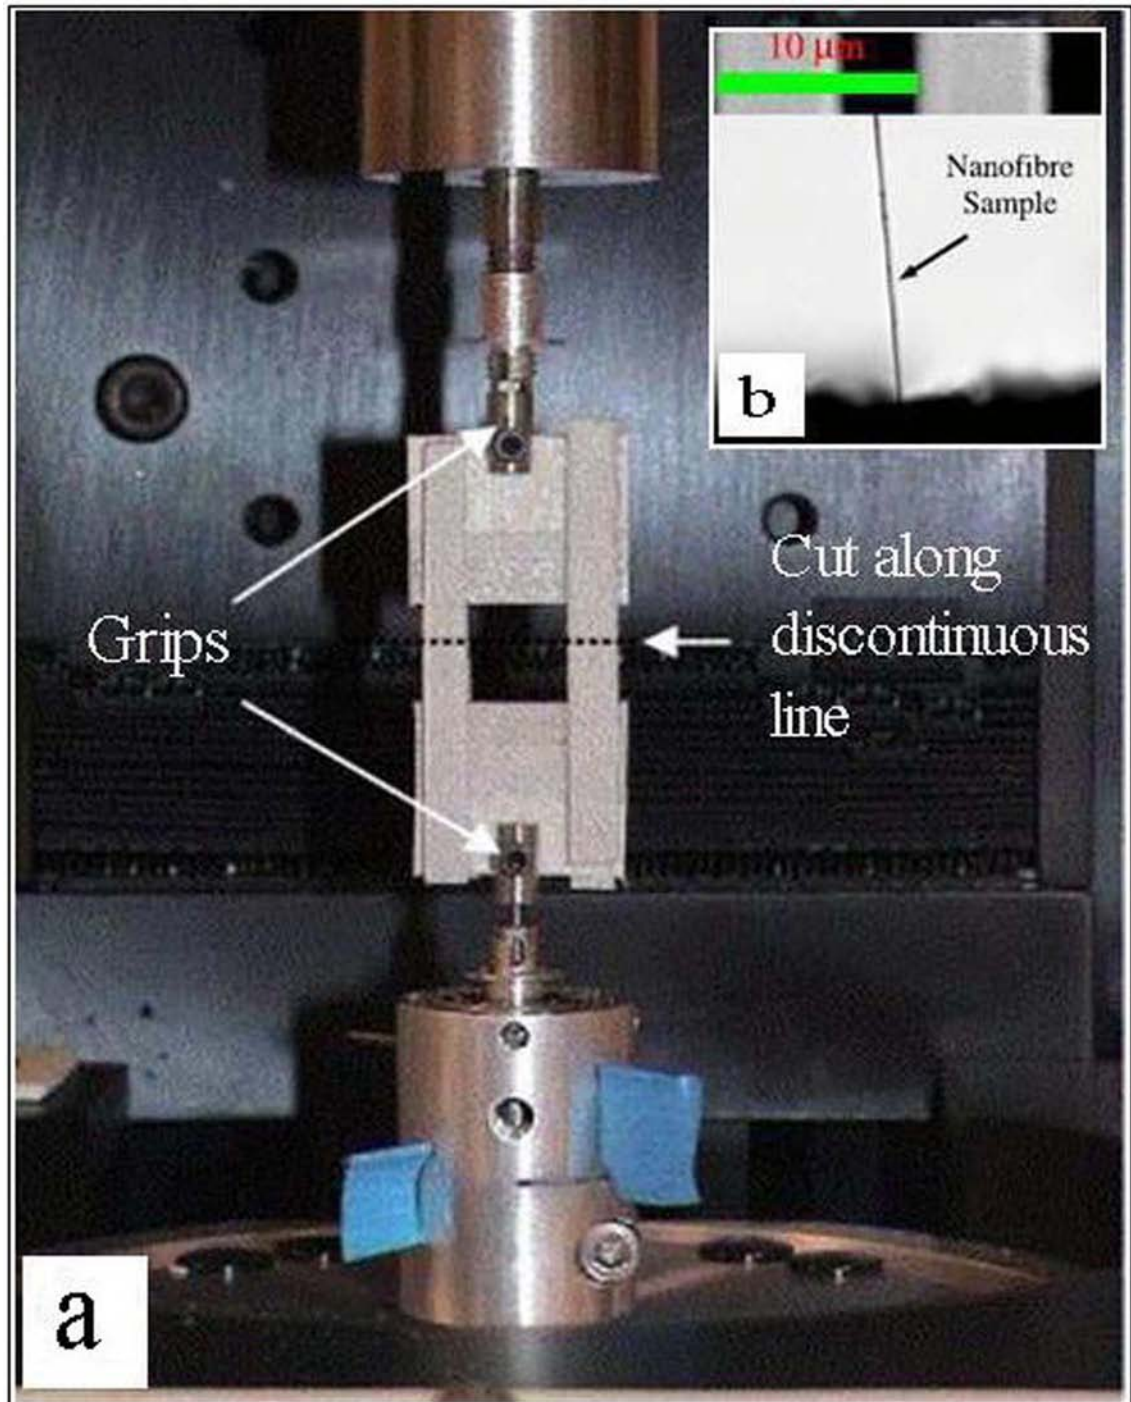 10 μm
Nanofibre
Sample
b
Cut along
discontinuous
line
Grips
a